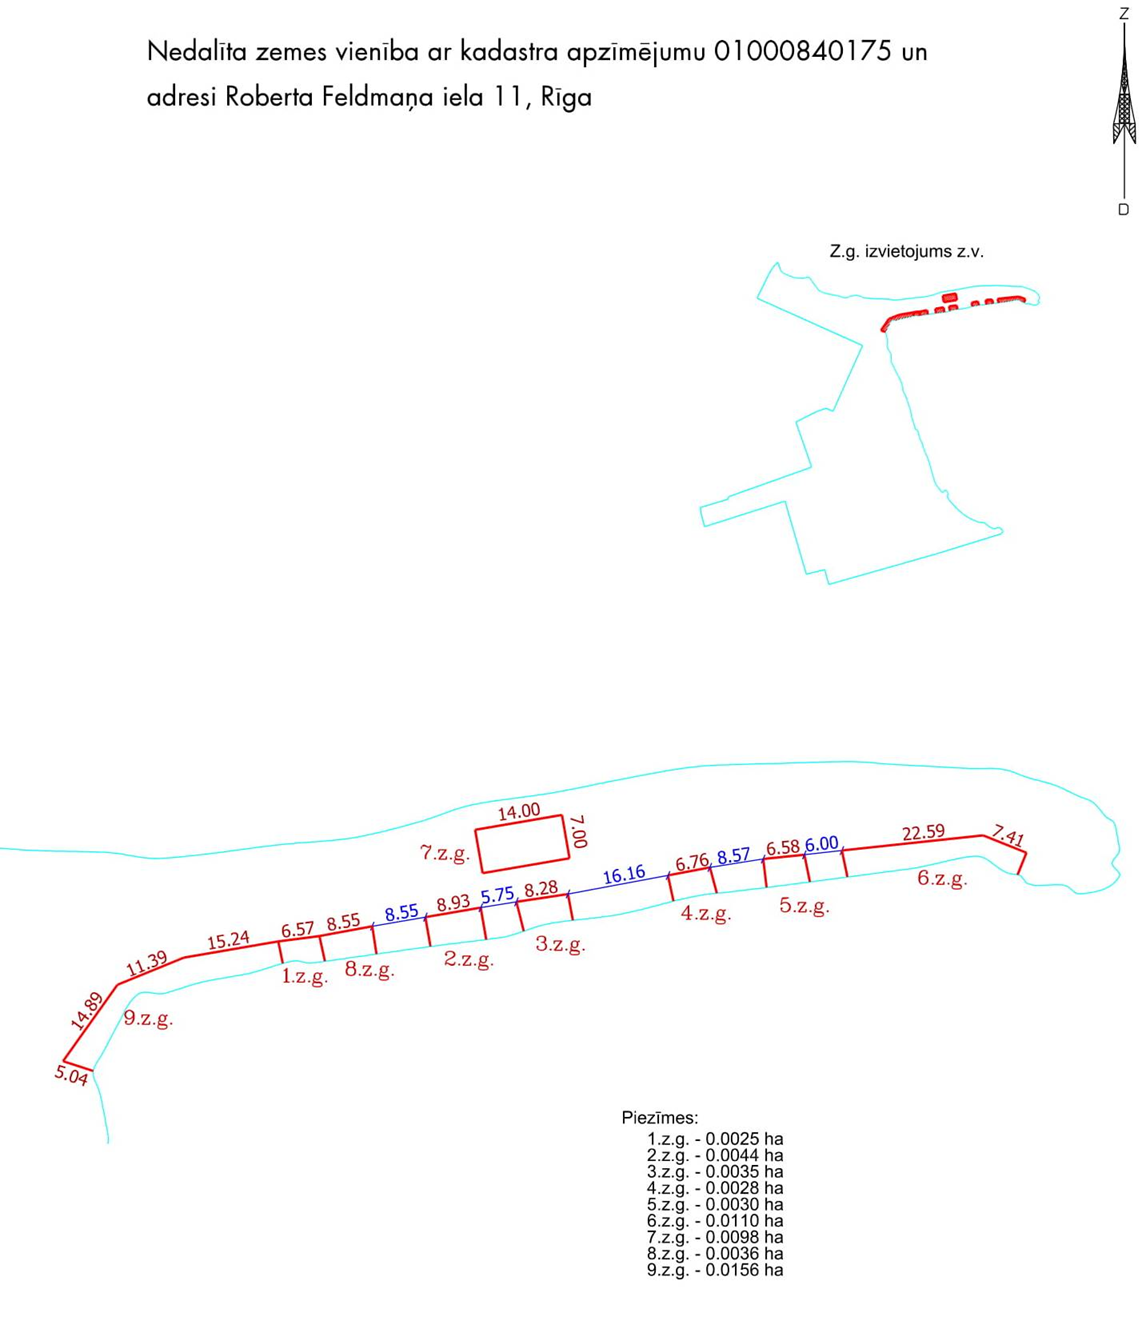 Nedalīta zemes vienība ar kadastra apzīmējumu 01000840175 un
adresi Roberta Feldmaņa iela 11, Rīga
Z
D
Z.g. izvietojums z.v.
14.00
7.00
7.z.g.
22.59
7.41
6.58
6.00
6.76
8.57
16.16
6.z.g.
8.28
5.75
8.93
5.z.g.
4.z.g.
8.55
8.55
6.57
15.24
3.z.g.
2.z.g.
8.z.g.
1.z.g.
11.39
14.89
9.z.g.
5.04
Piezīmes:
1.z.g. - 0.0025 ha
2.z.g. - 0.0044 ha
3.z.g. - 0.0035 ha
4.z.g. - 0.0028 ha
5.z.g. - 0.0030 ha
6.z.g. - 0.0110 ha
7.z.g. - 0.0098 ha
8.z.g. - 0.0036 ha
9.z.g. - 0.0156 ha